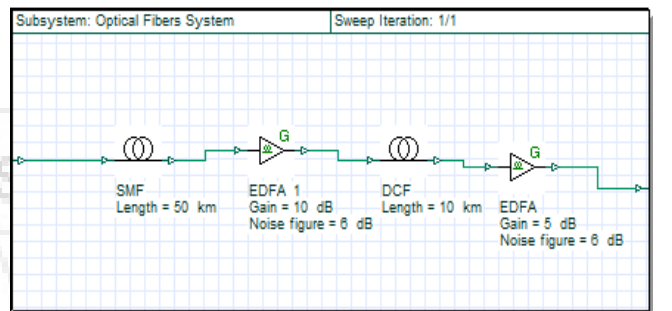 Subsystem: Optical Fibers System
Sweep Iteration: 1/1
G
SMF
Length = 50 km
EDFA 1
Gain = 10 dB
Noise figure = 6 dB
DCF
Length = 10 km
G
EDFA
Gain = 5 dB
Noise figure = 6 dB